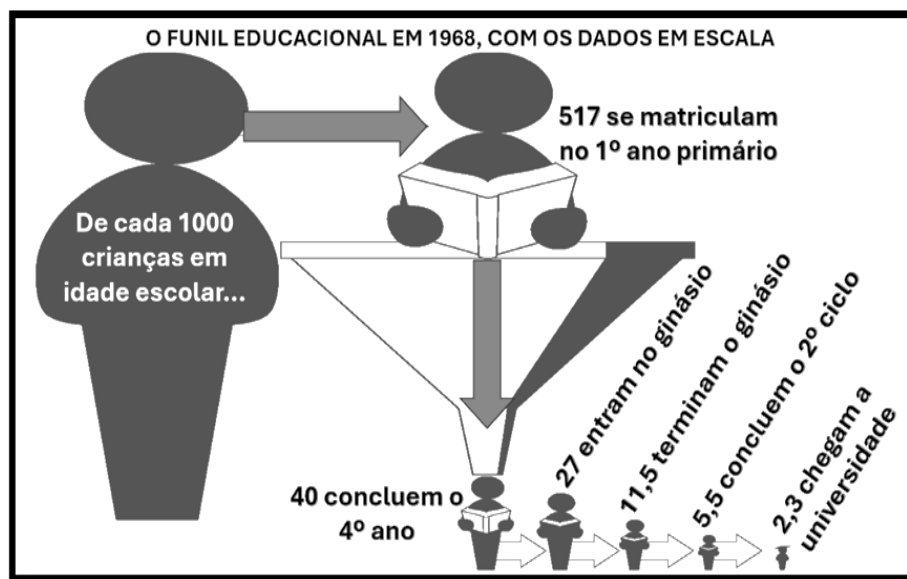 O FUNIL EDUCACIONAL EM 1968, COM OS DADOS EM ESCALA
De cada 1000
crianças em
idade escolar...
517 se matriculam
no 1º ano primário
40 concluem o
4º ano
27 entram no ginásio
11,5 terminam o ginásio
5,5 concluem o 2º ciclo
2,3 chegam a
universidade